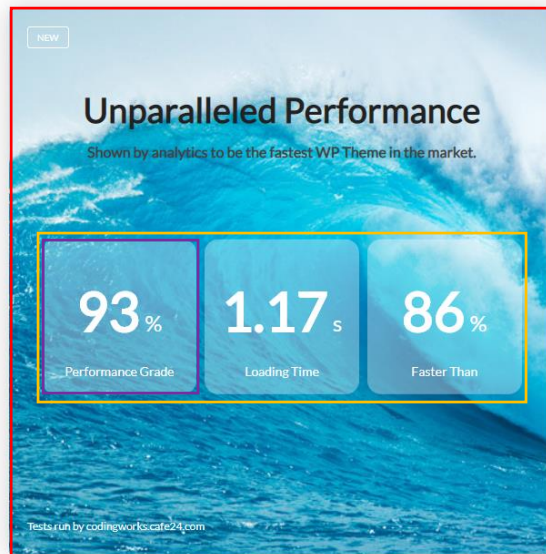 NEW
Unparalleled Performance
Shown by analytics to be the fastest WP Theme in the market.
93 %
Performance Grade
1.17 s
Loading Time
86 %
Faster Than
Tests run by codingworks.cafe24.com